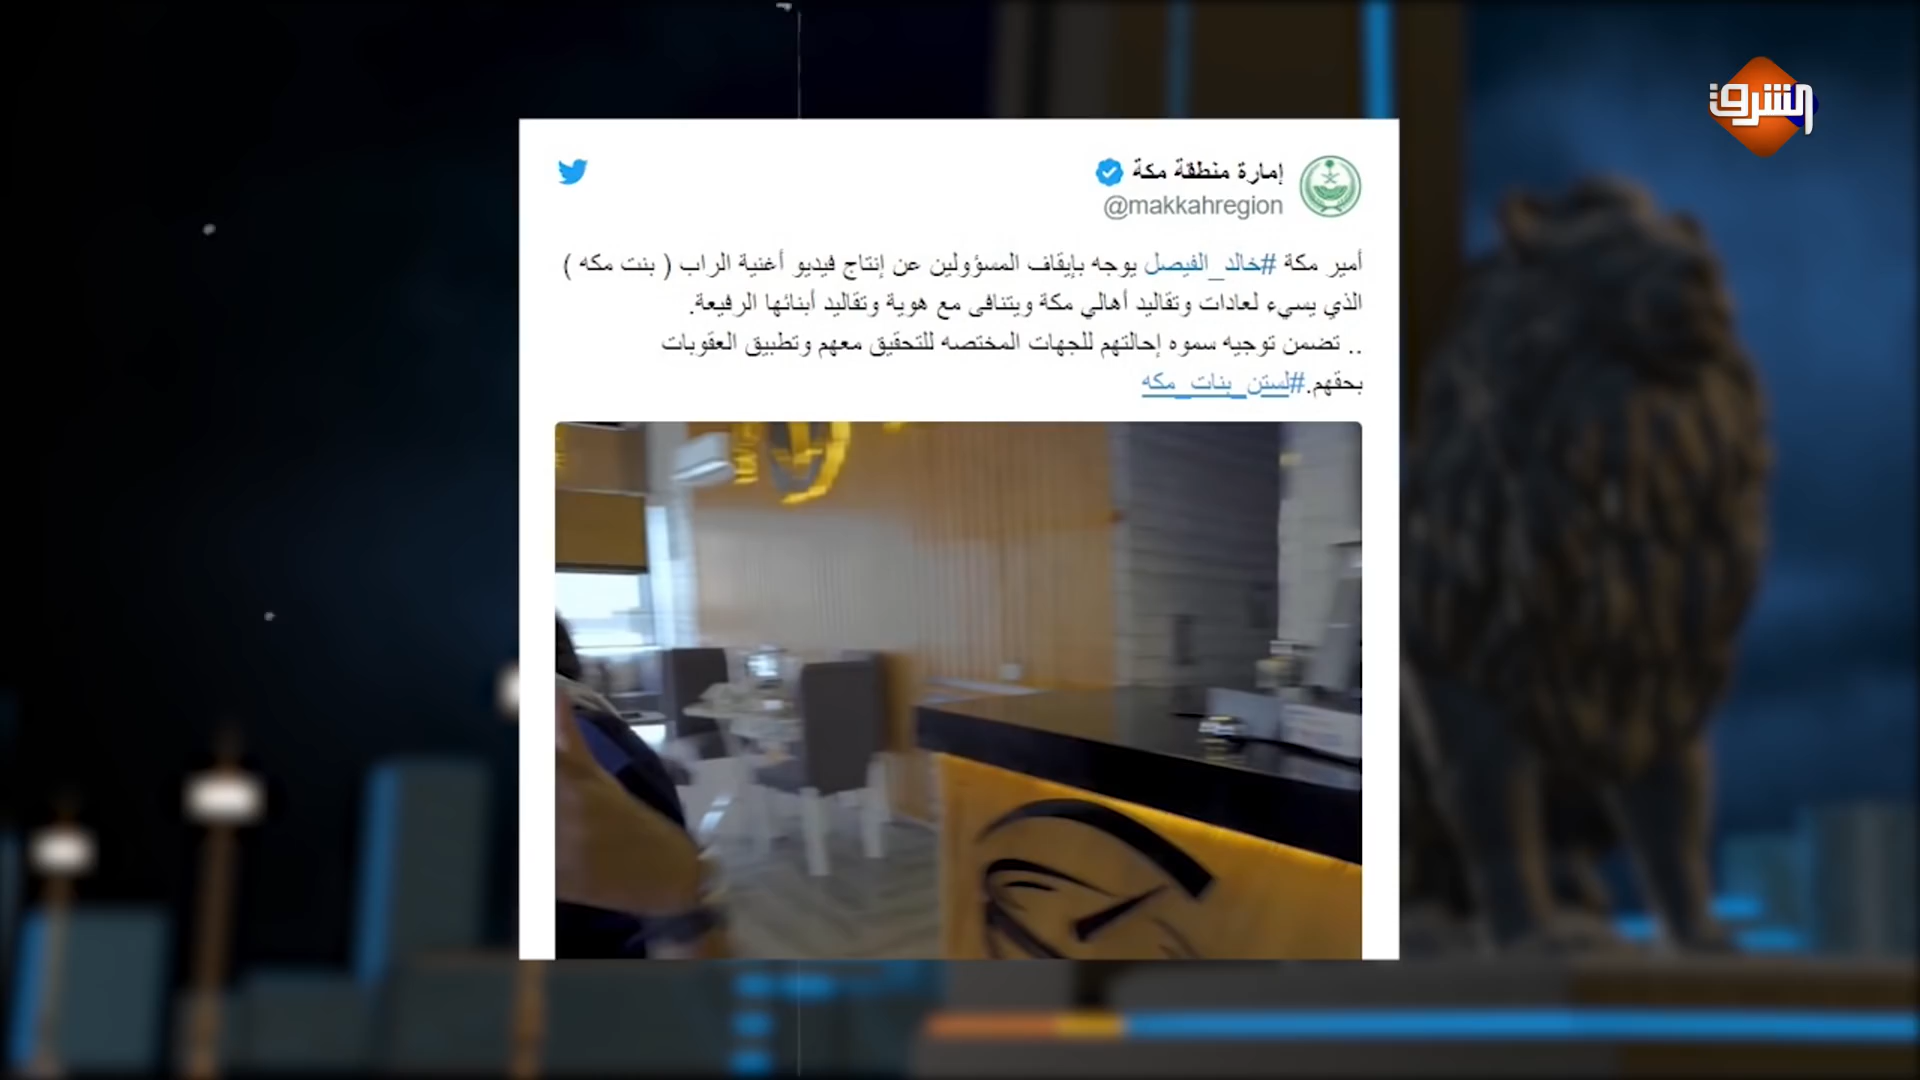 الشرق
إمارة منطقة مكة
@makkahregion
أمير مكة #خالد_الفيصل يوجه بإيقاف المسؤولين عن إنتاج فيديو أغنية الراب ( بنت مكه )
الذي يسيء لعادات وتقاليد أهالي مكة ويتنافى مع هوية وتقاليد أبنائها الرفيعة.
.. تضمن توجيه سموه إحالتهم للجهات المختصه للتحقيق معهم وتطبيق العقوبات
بحقهم.#لستن_بنات_مكه